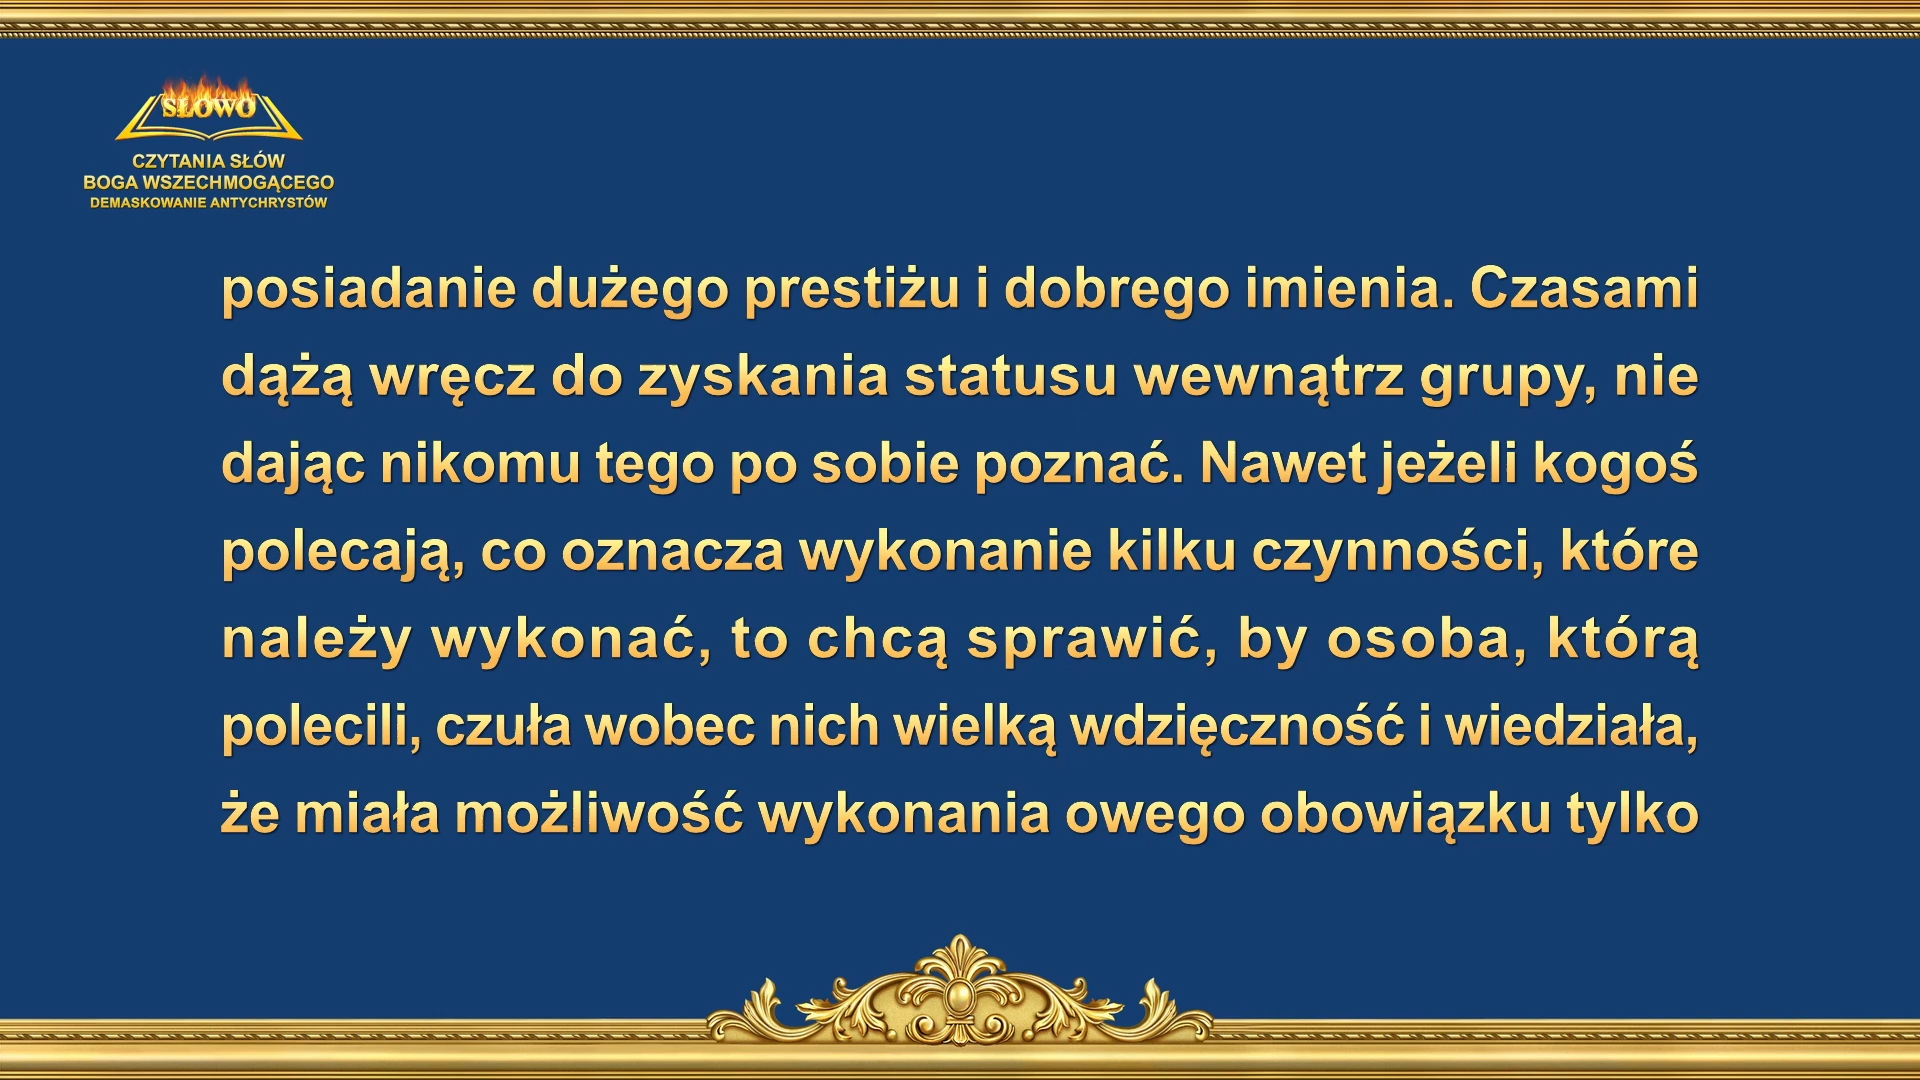 SŁOWO
CZYTANIA SŁÓW
BOGA WSZECHMOGĄCEGO
DEMASKOWANIE ANTYCHRYSTÓW
posiadanie dużego prestiżu i dobrego imienia. Czasami
dążą wręcz do zyskania statusu wewnątrz grupy, nie
dając nikomu tego po sobie poznać. Nawet jeżeli kogoś
polecają, co oznacza wykonanie kilku czynności, które
należy wykonać, to chcą sprawić, by osoba, którą
polecili, czuła wobec nich wielką wdzięczność i wiedziała,
że miała możliwość wykonania owego obowiązku tylko